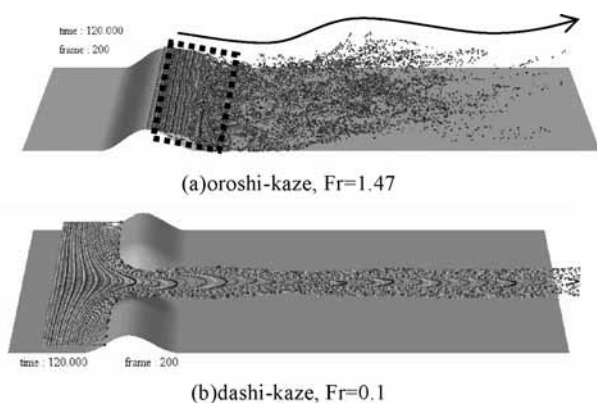 time : 120.000
frame : 200
(a)oroshi-kaze, Fr=1.47
time : 120.000 frame : 200
(b)dashi-kaze, Fr=0.1